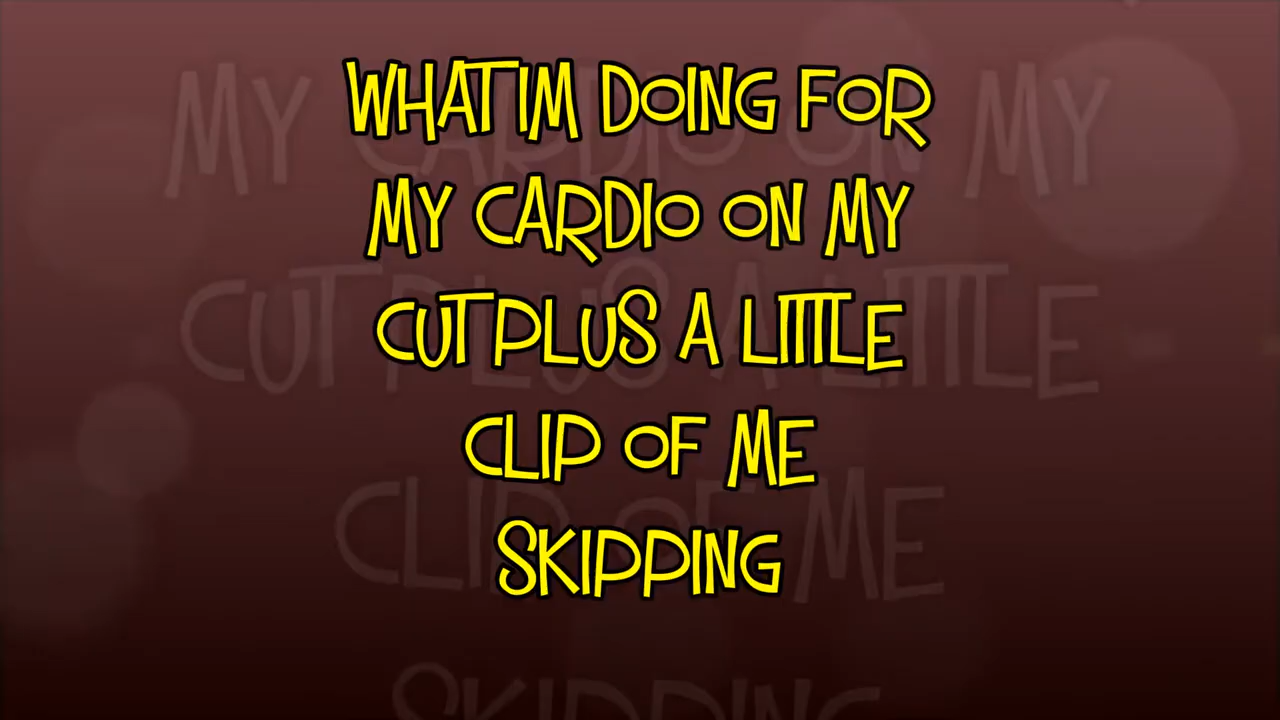 WHAT IM DOING FOR
MY CARDIO ON MY
CUT PLUS A LITTLE
CLIP OF ME
SKIPPING